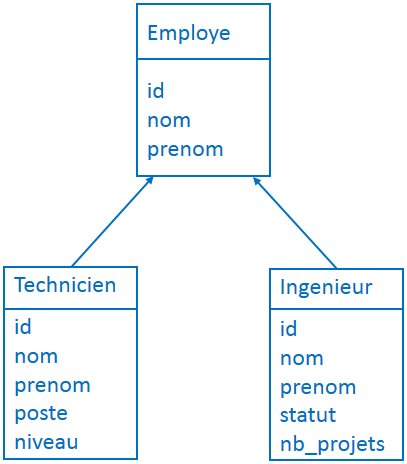 Employe
id
nom
prenom
Technicien
id
nom
prenom
poste
niveau
Ingenieur
id
nom
prenom
statut
nb_projets